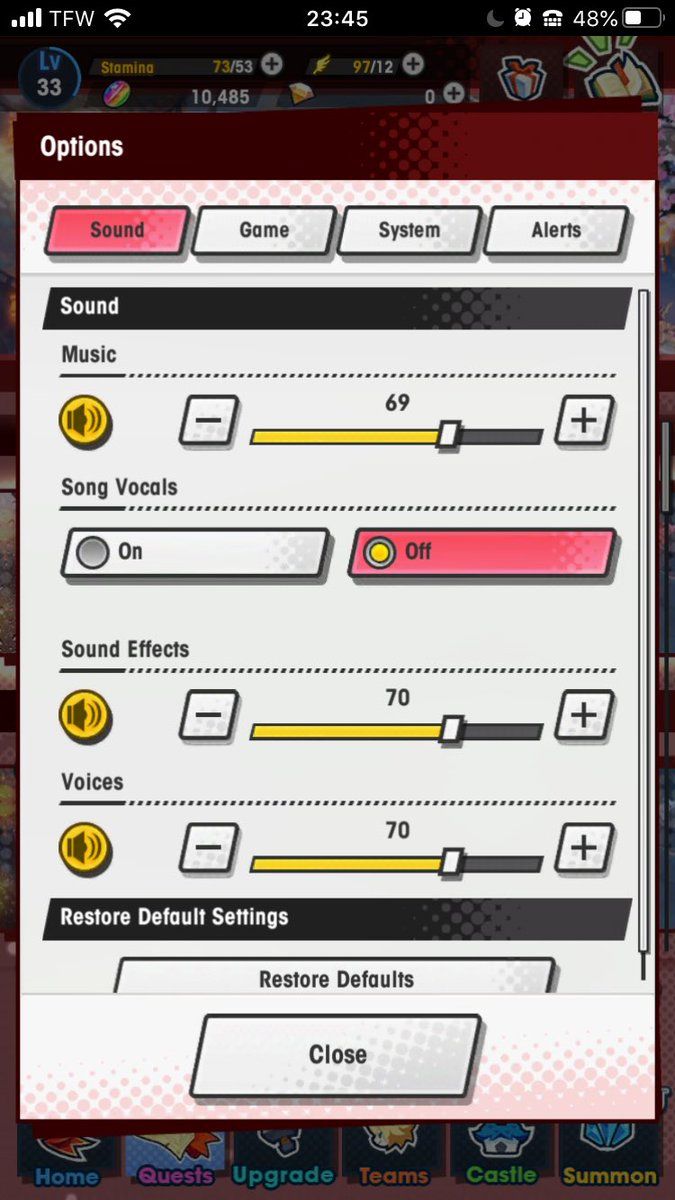 TFW 23:45 48%
Lv 33 Stamina 73/53 97/12
10,485 0
Options
Sound Game System Alerts
Sound
Music
69
Song Vocals
On Off
Sound Effects
70
Voices
70
Restore Default Settings
Restore Defaults
Close
Home Quests Upgrade Teams Castle Summon